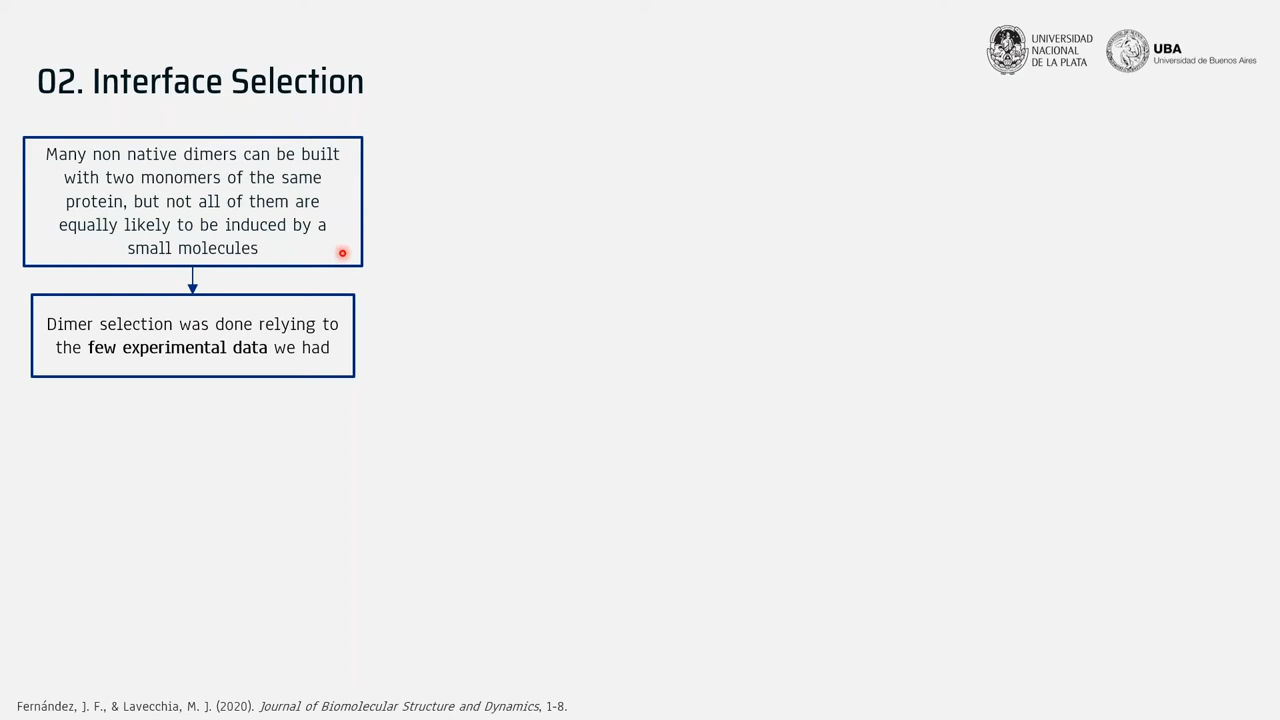 UNIVERSIDAD
NACIONAL
DE LA PLATA
UBA
Universidad de Buenos Aires
02. Interface Selection
Many non native dimers can be built
with two monomers of the same
protein, but not all of them are
equally likely to be induced by a
small molecules
Dimer selection was done relying to
the few experimental data we had
Fernández, J. F., & Lavecchia, M. J. (2020). Journal of Biomolecular Structure and Dynamics, 1-8.